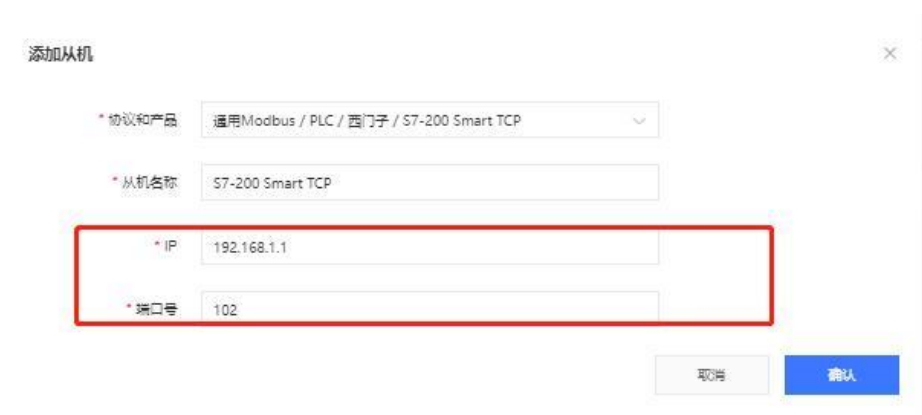 添加从机
* 协议和产品 通用Modbus / PLC / 西门子 / S7-200 Smart TCP
* 从机名称 S7-200 Smart TCP
* IP 192.168.1.1
* 端口号 102
取消 确认